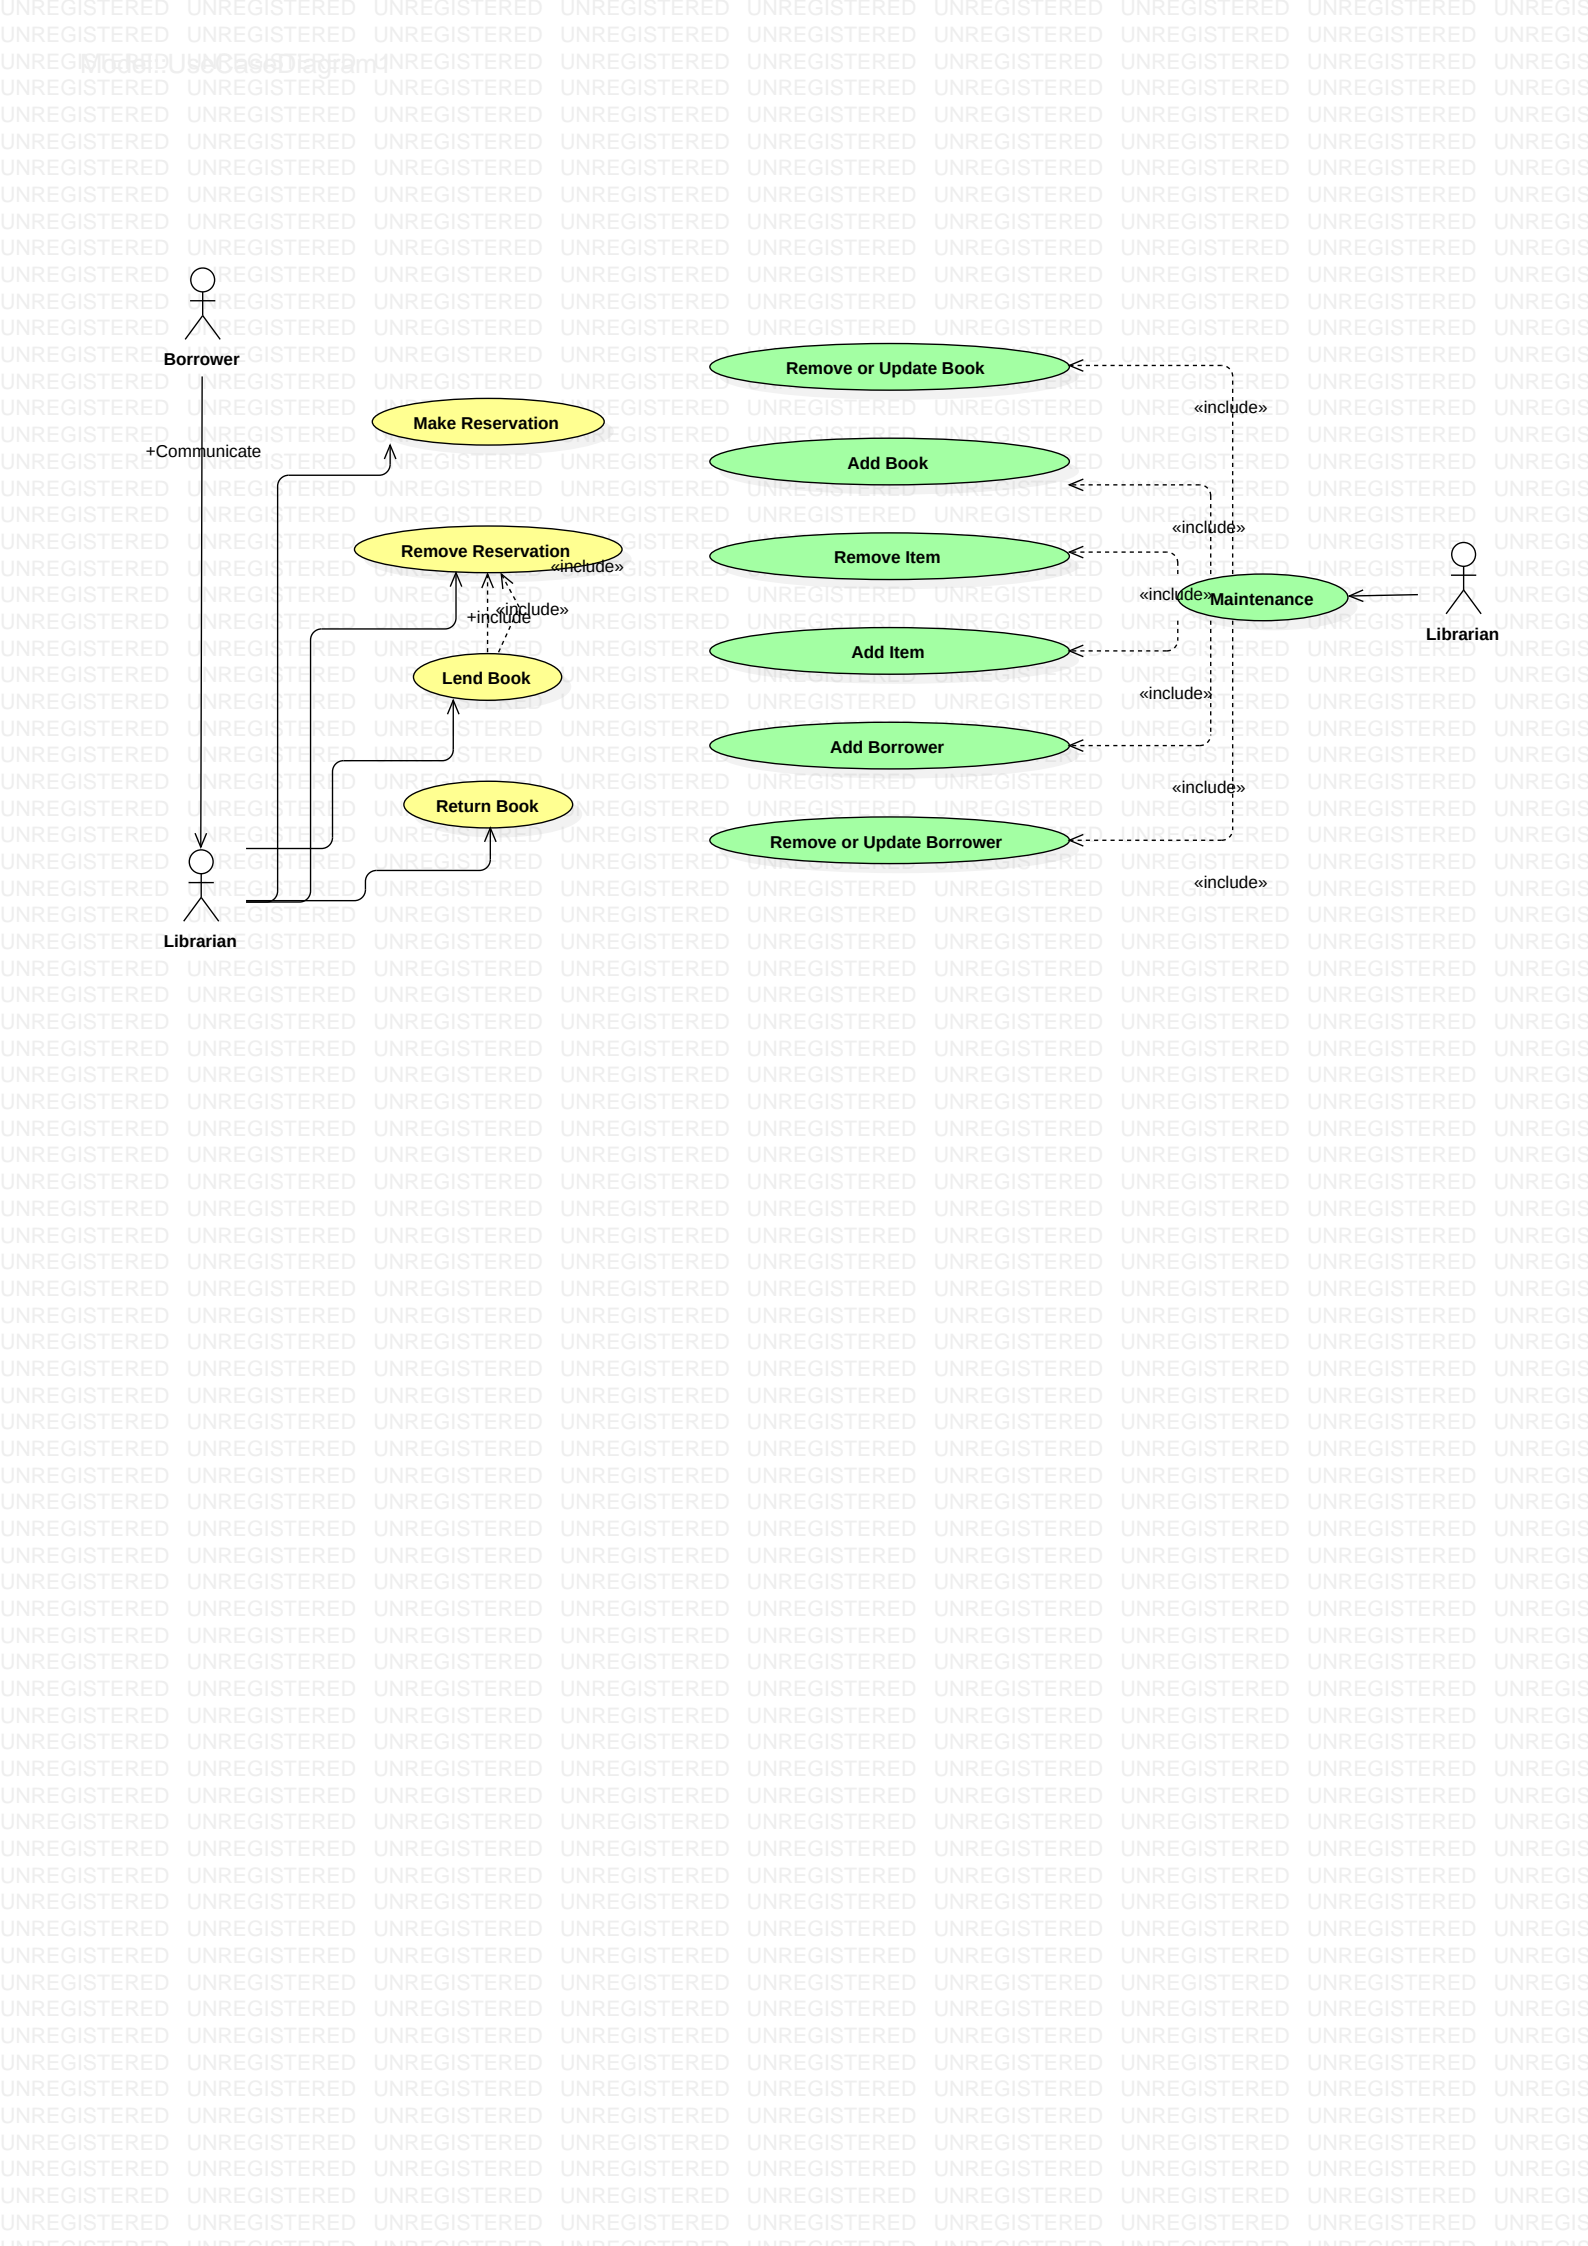 Model::UseCaseDiagram1
Borrower
+Communicate
Librarian
Make Reservation
Remove Reservation
«include»
«include»
+include
Lend Book
Return Book
Remove or Update Book
Add Book
Remove Item
Add Item
Add Borrower
Remove or Update Borrower
«include»
«include»
«include»
Maintenance
«include»
«include»
«include»
Librarian
UNREGISTERED